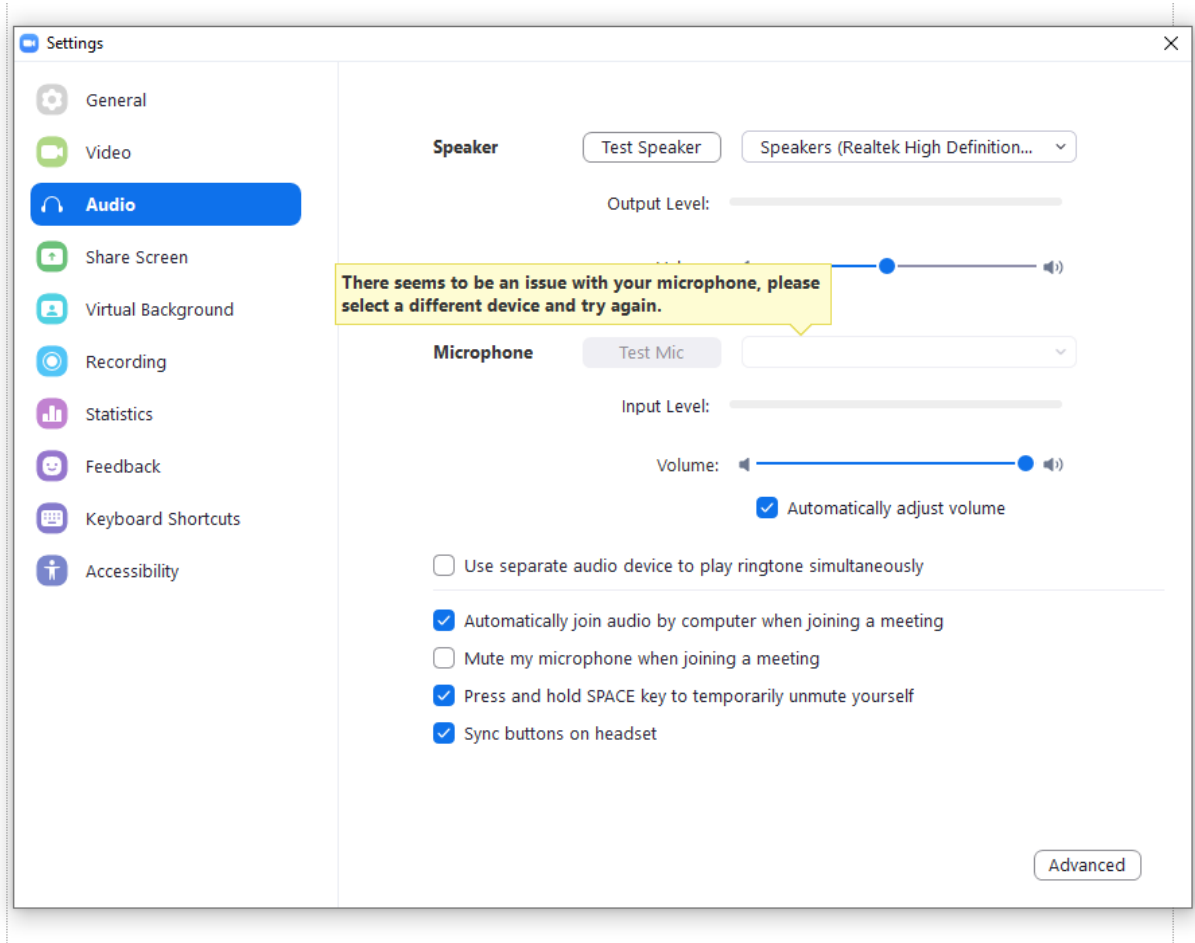 Settings
General
Video
Audio
Share Screen
Virtual Background
Recording
Statistics
Feedback
Keyboard Shortcuts
Accessibility
Speaker
Test Speaker
Speakers (Realtek High Definition...
Output Level:
There seems to be an issue with your microphone, please
select a different device and try again.
Microphone
Test Mic
Input Level:
Volume:
Automatically adjust volume
Use separate audio device to play ringtone simultaneously
Automatically join audio by computer when joining a meeting
Mute my microphone when joining a meeting
Press and hold SPACE key to temporarily unmute yourself
Sync buttons on headset
Advanced